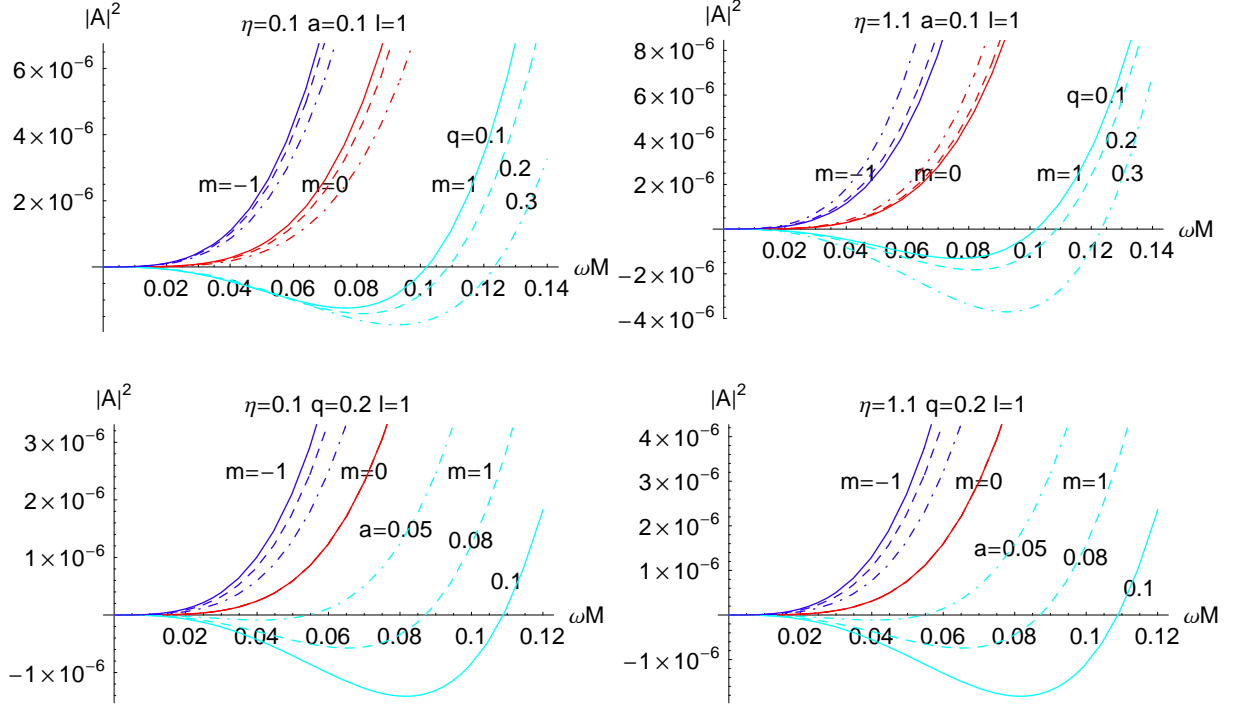 |A|² η=0.1 a=0.1 l=1
6×10⁻⁶
4×10⁻⁶
2×10⁻⁶
q=0.1
0.2
0.3
m=−1 m=0 m=1
0.02 0.04 0.06 0.08 0.1 0.12 0.14
ωM
|A|² η=1.1 a=0.1 l=1
8×10⁻⁶
6×10⁻⁶
4×10⁻⁶
2×10⁻⁶
−2×10⁻⁶
−4×10⁻⁶
q=0.1
0.2
0.3
m=−1 m=0 m=1
0.02 0.04 0.06 0.08 0.1 0.12 0.14
ωM
|A|² η=0.1 q=0.2 l=1
3×10⁻⁶
2×10⁻⁶
1×10⁻⁶
−1×10⁻⁶
m=−1 m=0 m=1
a=0.05
0.08
0.1
0.02 0.04 0.06 0.08 0.1 0.12
ωM
|A|² η=1.1 q=0.2 l=1
4×10⁻⁶
3×10⁻⁶
2×10⁻⁶
1×10⁻⁶
−1×10⁻⁶
m=−1 m=0 m=1
a=0.05
0.08
0.1
0.02 0.04 0.06 0.08 0.1 0.12
ωM